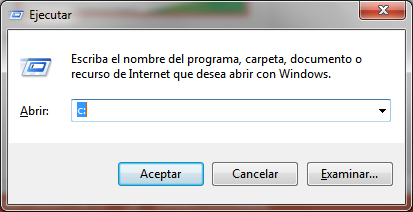 Ejecutar
Escriba el nombre del programa, carpeta, documento o
recurso de Internet que desea abrir con Windows.
Abrir: c:
Aceptar Cancelar Examinar...